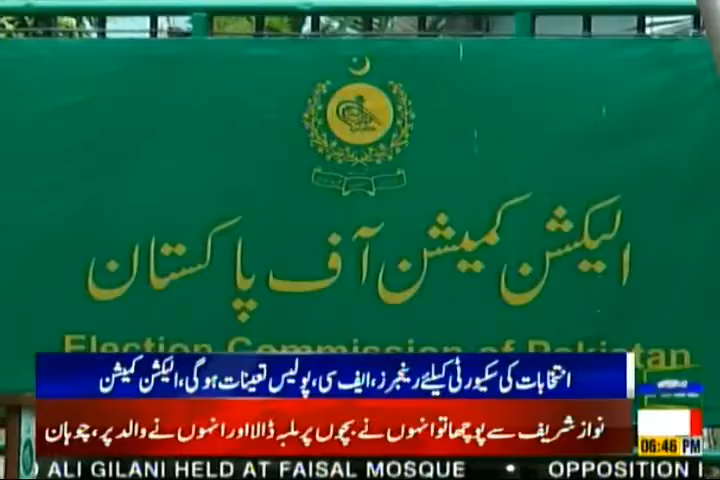 الیکشن کمیشن آف پاکستان
Election Commission of Pakistan
انتخابات کی سکیورٹی کیلئے رینجرز، ایف سی، پولیس تعینات ہوگی، الیکشن کمیشن
نواز شریف سے پوچھا تو انہوں نے بچوں پر ملبہ ڈالا اور انہوں نے والد پر، چوہان
06:46 PM
ALI GILANI HELD AT FAISAL MOSQUE • OPPOSITION